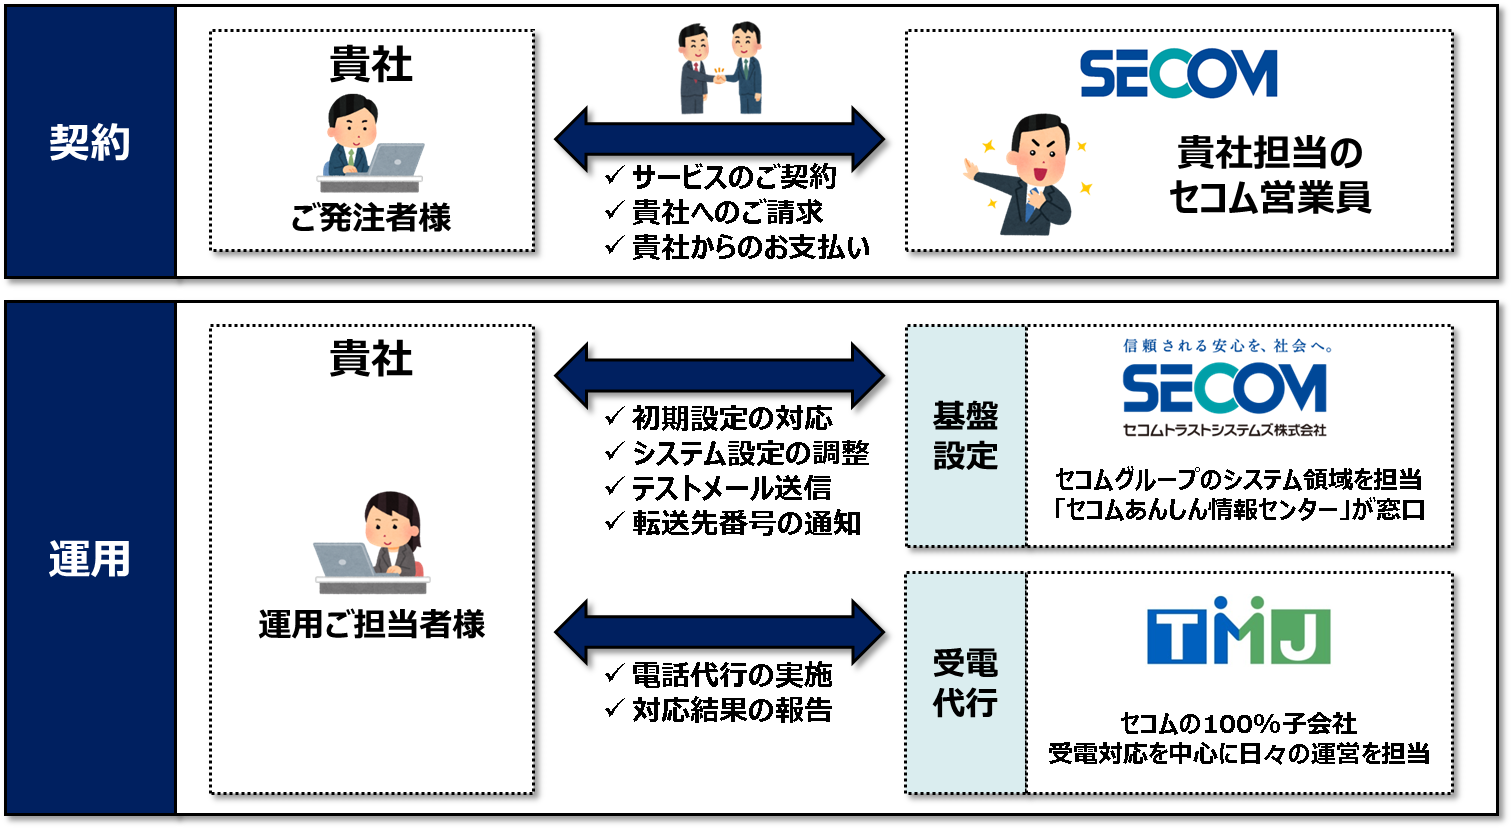 契約
貴社
ご発注者様
サービスのご契約
貴社へのご請求
貴社からのお支払い
SECOM
貴社担当の
セコム営業員
運用
貴社
運用ご担当者様
初期設定の対応
システム設定の調整
テストメール送信
転送先番号の通知
基盤
設定
信頼される安心を、社会へ。
SECOM
セコムトラストシステムズ株式会社
セコムグループのシステム領域を担当
「セコムあんしん情報センター」が窓口
電話代行の実施
対応結果の報告
受電
代行
TMJ
セコムの100%子会社
受電対応を中心に日々の運営を担当